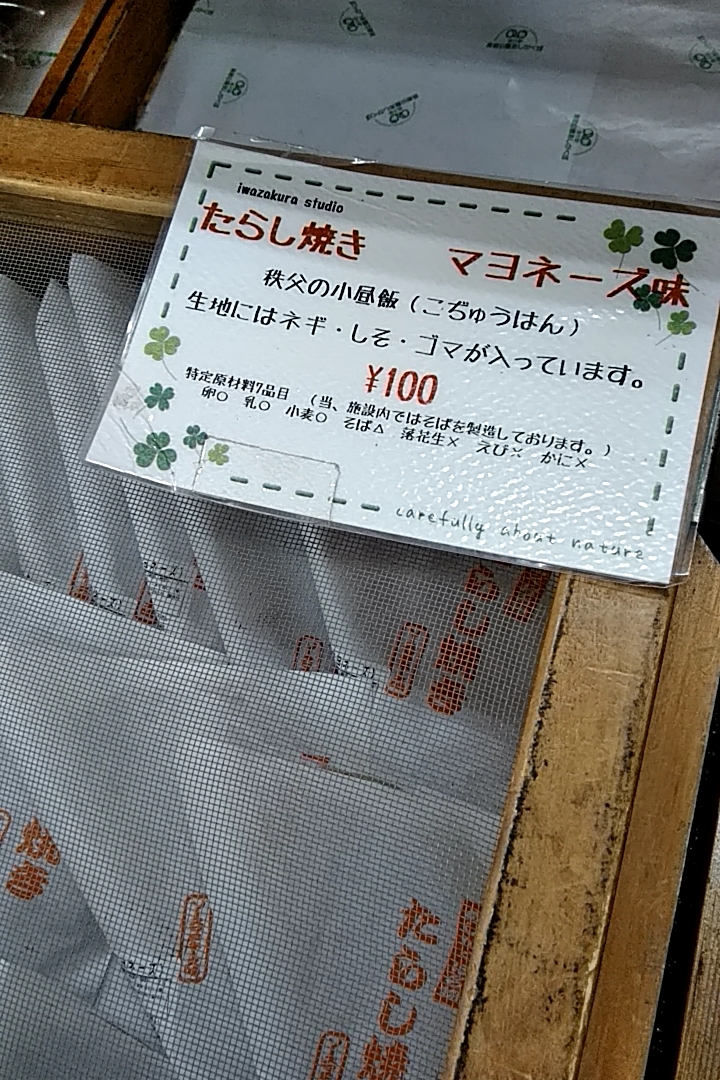 iwazakura studio
たらし焼き マヨネーズ味
秩父の小昼飯（こぢゅうはん）
生地にはネギ・しそ・ゴマが入っています。
¥100
特定原材料7品目 （当、施設内ではそばを製造しております。）
卵○ 乳○ 小麦○ そば△ 落花生× えび× かに×
carefully about nature
たらし焼き
焼き
たらし焼